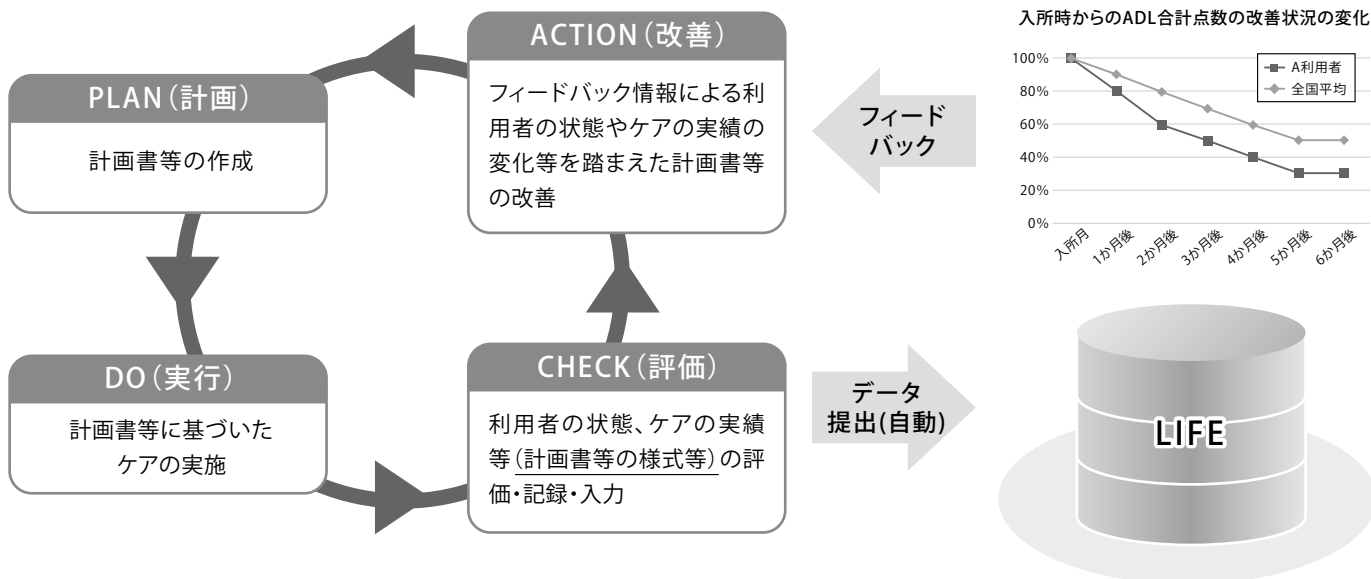 ACTION(改善)
フィードバック情報による利
用者の状態やケアの実績の
変化等を踏まえた計画書等
の改善
PLAN(計画)
計画書等の作成
DO(実行)
計画書等に基づいた
ケアの実施
CHECK(評価)
利用者の状態、ケアの実績
等(計画書等の様式等)の評
価・記録・入力
フィード
バック
データ
提出(自動)
入所時からのADL合計点数の改善状況の変化
100%
80%
60%
40%
20%
0%
A利用者
全国平均
入所月
1か月後
2か月後
3か月後
4か月後
5か月後
6か月後
LIFE